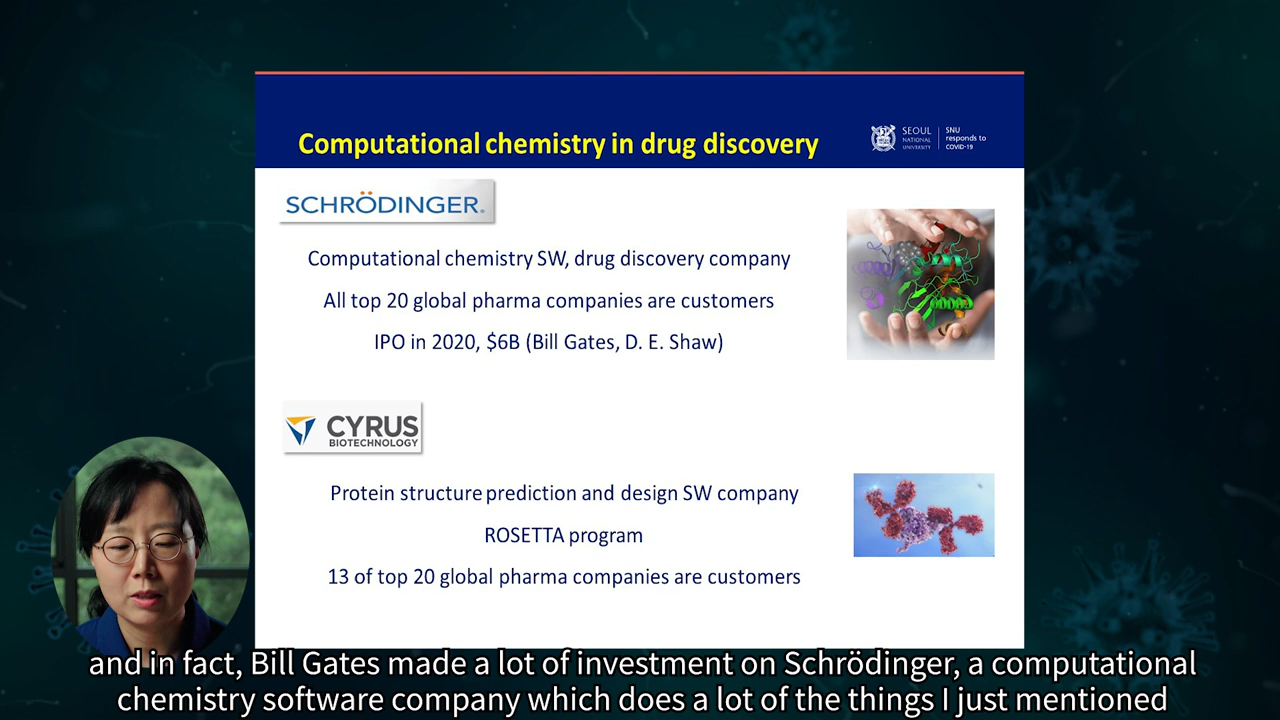 Computational chemistry in drug discovery
SEOUL
NATIONAL
UNIVERSITY
SNU
responds to
COVID-19
SCHRÖDINGER.
Computational chemistry SW, drug discovery company
All top 20 global pharma companies are customers
IPO in 2020, $6B (Bill Gates, D. E. Shaw)
CYRUS
BIOTECHNOLOGY
Protein structure prediction and design SW company
ROSETTA program
13 of top 20 global pharma companies are customers
and in fact, Bill Gates made a lot of investment on Schrödinger, a computational
chemistry software company which does a lot of the things I just mentioned